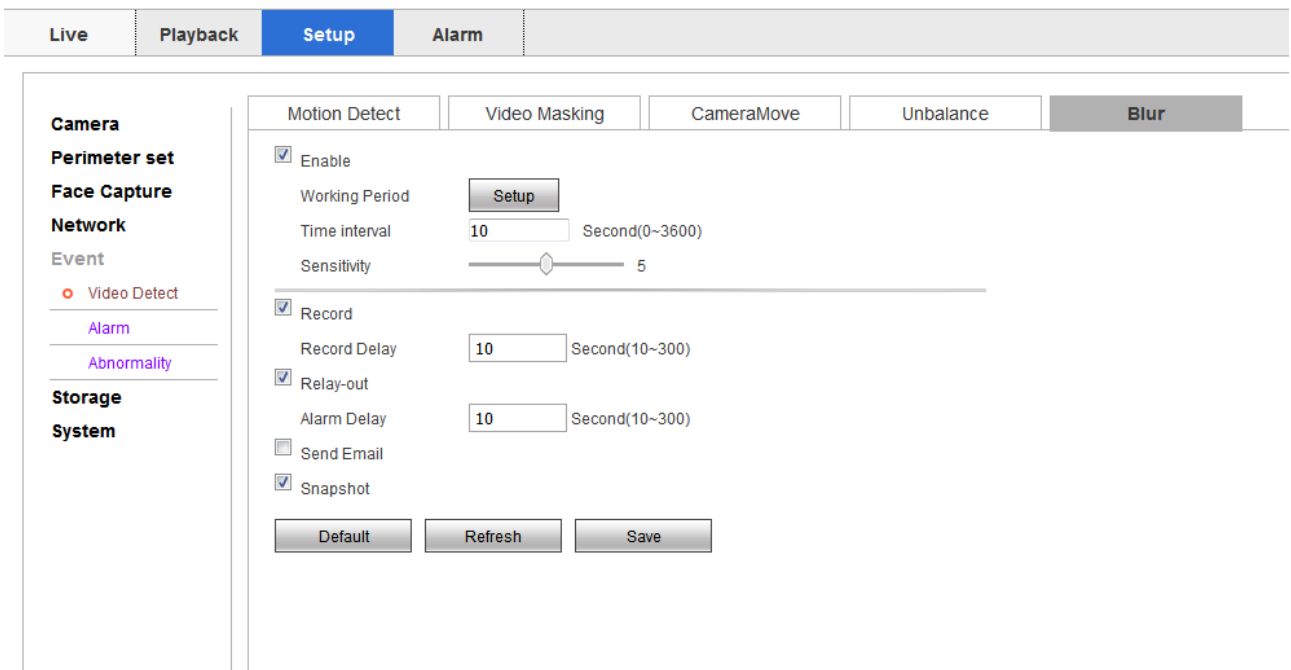 Live Playback Setup Alarm
Camera
Perimeter set
Face Capture
Network
Event
Video Detect
Alarm
Abnormality
Storage
System
Motion Detect Video Masking CameraMove Unbalance Blur
Enable
Working Period Setup
Time interval 10 Second(0~3600)
Sensitivity 5
Record
Record Delay 10 Second(10~300)
Relay-out
Alarm Delay 10 Second(10~300)
Send Email
Snapshot
Default Refresh Save